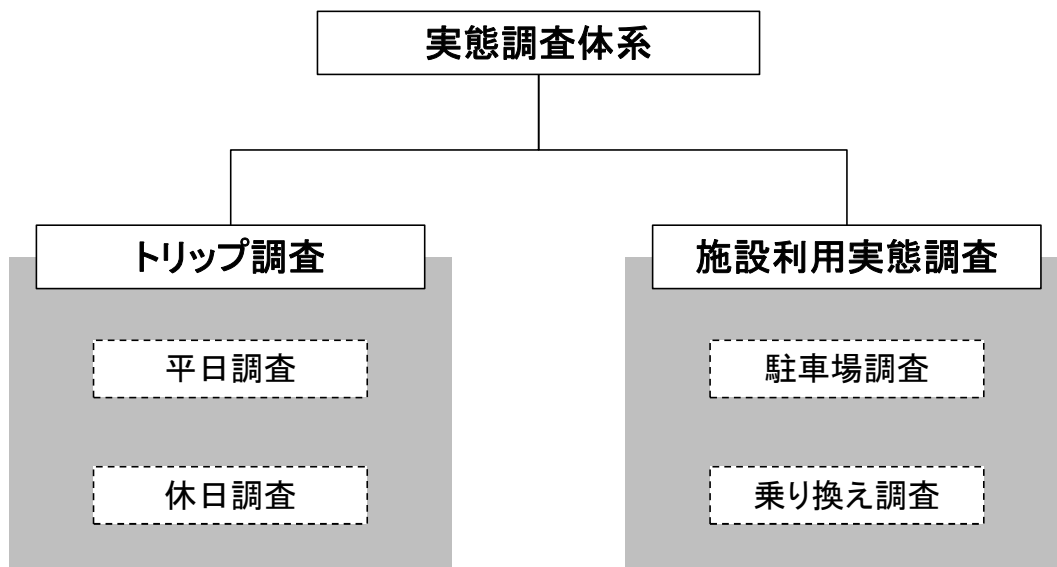 実態調査体系
トリップ調査
平日調査
休日調査
施設利用実態調査
駐車場調査
乗り換え調査